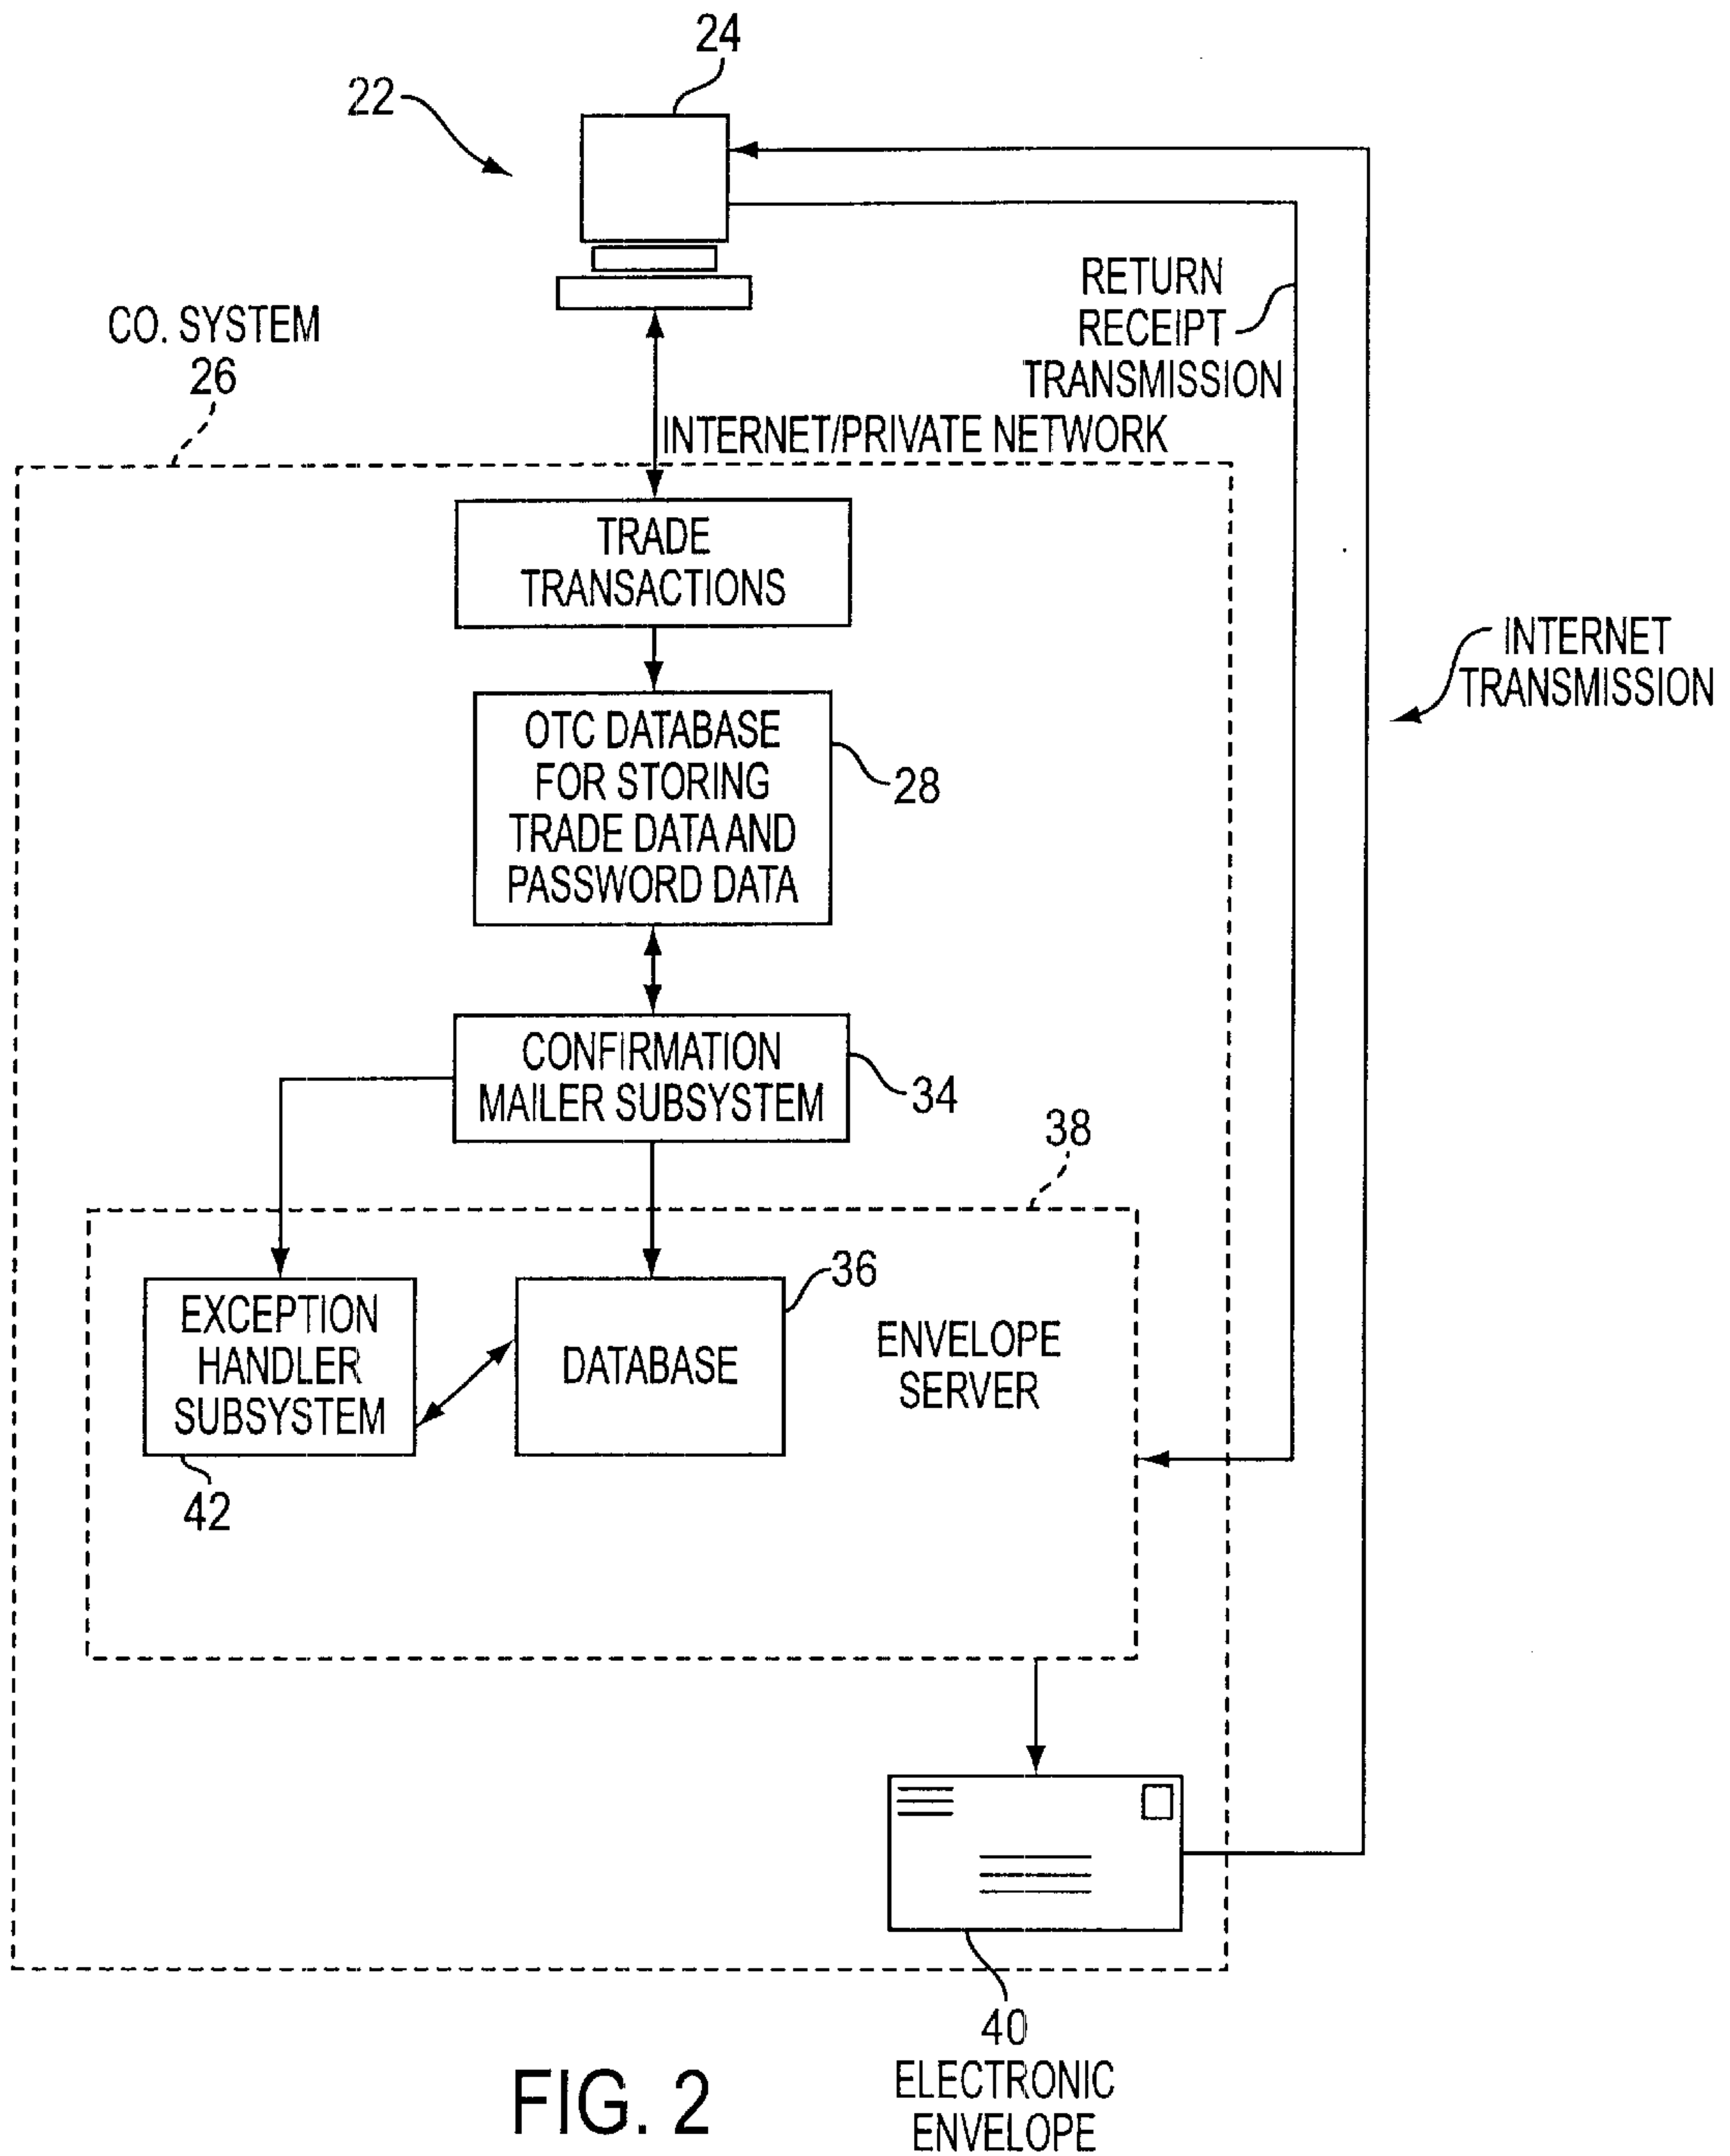 24
22
RETURN
RECEIPT
TRANSMISSION
CO. SYSTEM
26
INTERNET/PRIVATE NETWORK
TRADE
TRANSACTIONS
INTERNET
TRANSMISSION
OTC DATABASE
FOR STORING
TRADE DATA AND
PASSWORD DATA
28
CONFIRMATION
MAILER SUBSYSTEM
34
38
36
EXCEPTION
HANDLER
SUBSYSTEM
DATABASE
ENVELOPE
SERVER
42
40
ELECTRONIC
ENVELOPE
FIG. 2